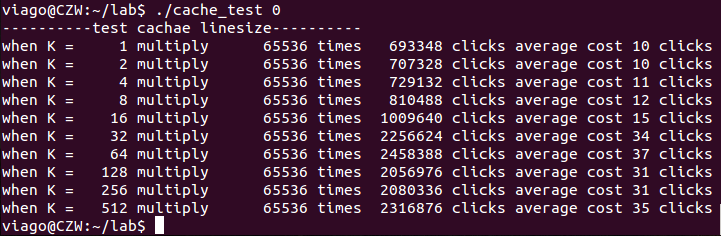 viago@CZW:~/lab$ ./cache_test 0
----------test cachae linesize----------
when K =     1 multiply      65536 times   693348 clicks average cost 10 clicks
when K =     2 multiply      65536 times   707328 clicks average cost 10 clicks
when K =     4 multiply      65536 times   729132 clicks average cost 11 clicks
when K =     8 multiply      65536 times   810488 clicks average cost 12 clicks
when K =    16 multiply      65536 times   1009640 clicks average cost 15 clicks
when K =    32 multiply      65536 times   2256624 clicks average cost 34 clicks
when K =    64 multiply      65536 times   2458388 clicks average cost 37 clicks
when K =   128 multiply      65536 times   2056976 clicks average cost 31 clicks
when K =   256 multiply      65536 times   2080336 clicks average cost 31 clicks
when K =   512 multiply      65536 times   2316876 clicks average cost 35 clicks
viago@CZW:~/lab$